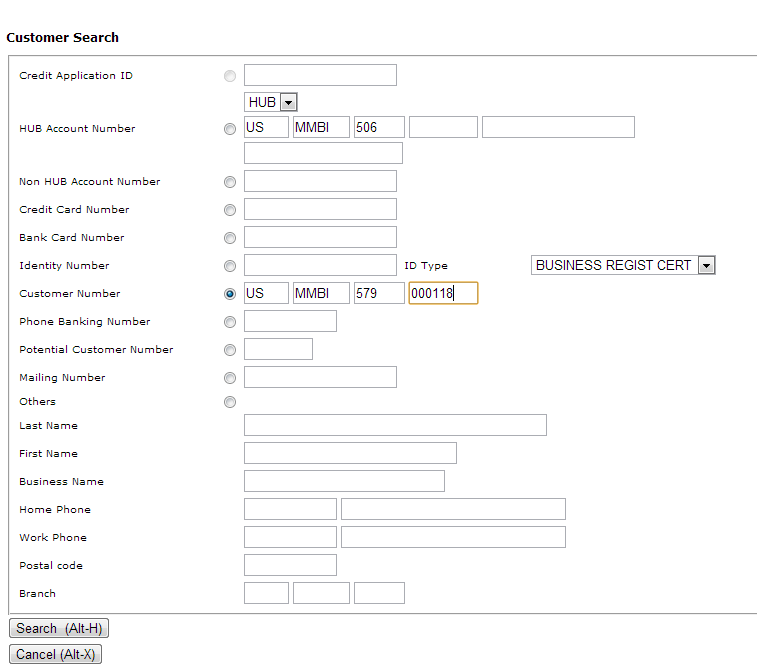 Customer Search
Credit Application ID
HUB
HUB Account Number US MMBI 506
Non HUB Account Number
Credit Card Number
Bank Card Number
Identity Number ID Type BUSINESS REGIST CERT
Customer Number US MMBI 579 000118
Phone Banking Number
Potential Customer Number
Mailing Number
Others
Last Name
First Name
Business Name
Home Phone
Work Phone
Postal code
Branch
Search (Alt-H)
Cancel (Alt-X)